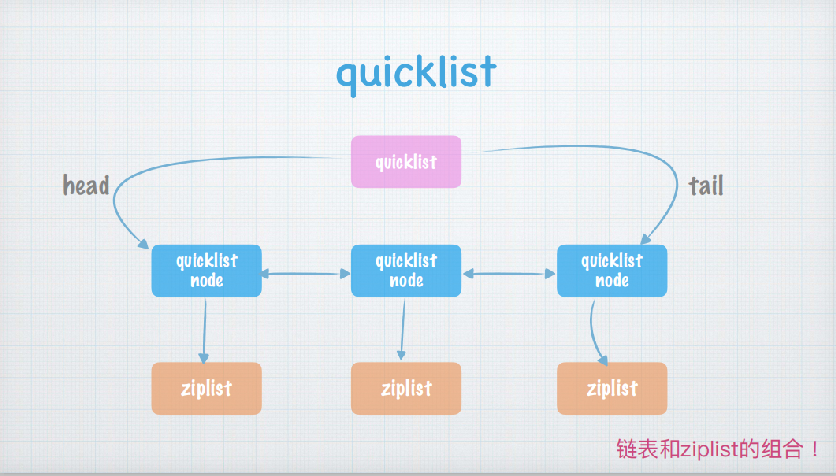 quicklist
quicklist
head
tail
quicklist
node
quicklist
node
quicklist
node
ziplist
ziplist
ziplist
链表和ziplist的组合！